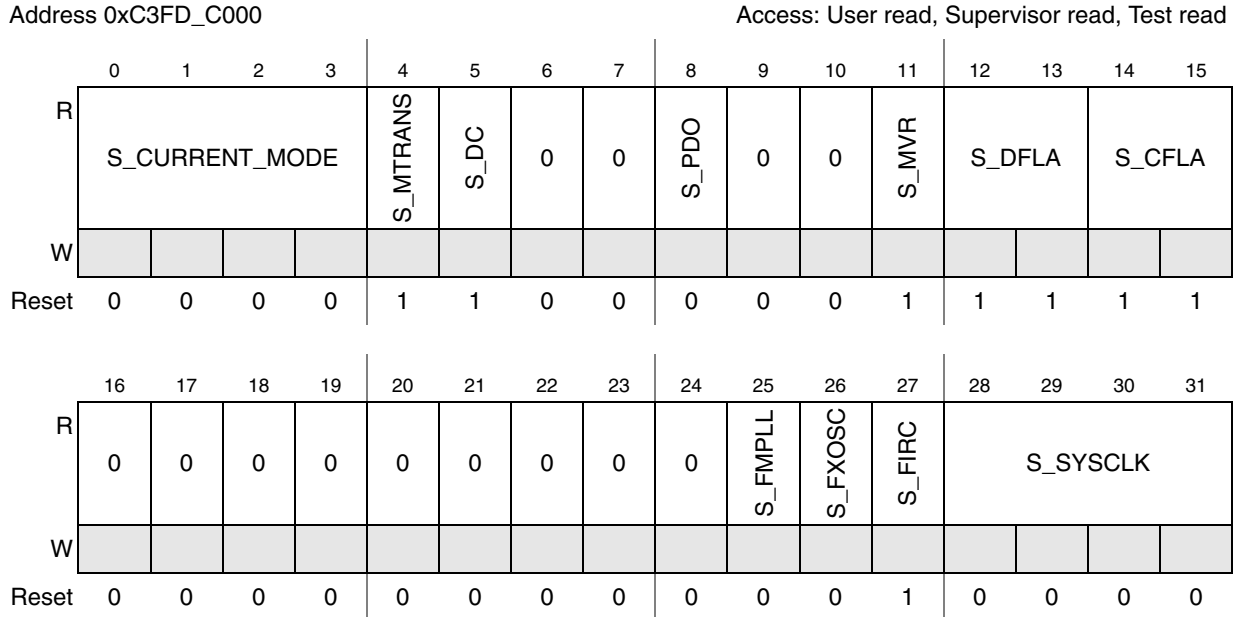 Address 0xC3FD_C000 Access: User read, Supervisor read, Test read
0 1 2 3 4 5 6 7 8 9 10 11 12 13 14 15
R S_CURRENT_MODE S_MTRANS S_DC 0 0 S_PDO 0 0 S_MVR S_DFLA S_CFLA
W
Reset 0 0 0 0 1 1 0 0 0 0 0 1 1 1 1 1
16 17 18 19 20 21 22 23 24 25 26 27 28 29 30 31
R 0 0 0 0 0 0 0 0 0 S_FMPLL S_FXOSC S_FIRC S_SYSCLK
W
Reset 0 0 0 0 0 0 0 0 0 0 0 1 0 0 0 0